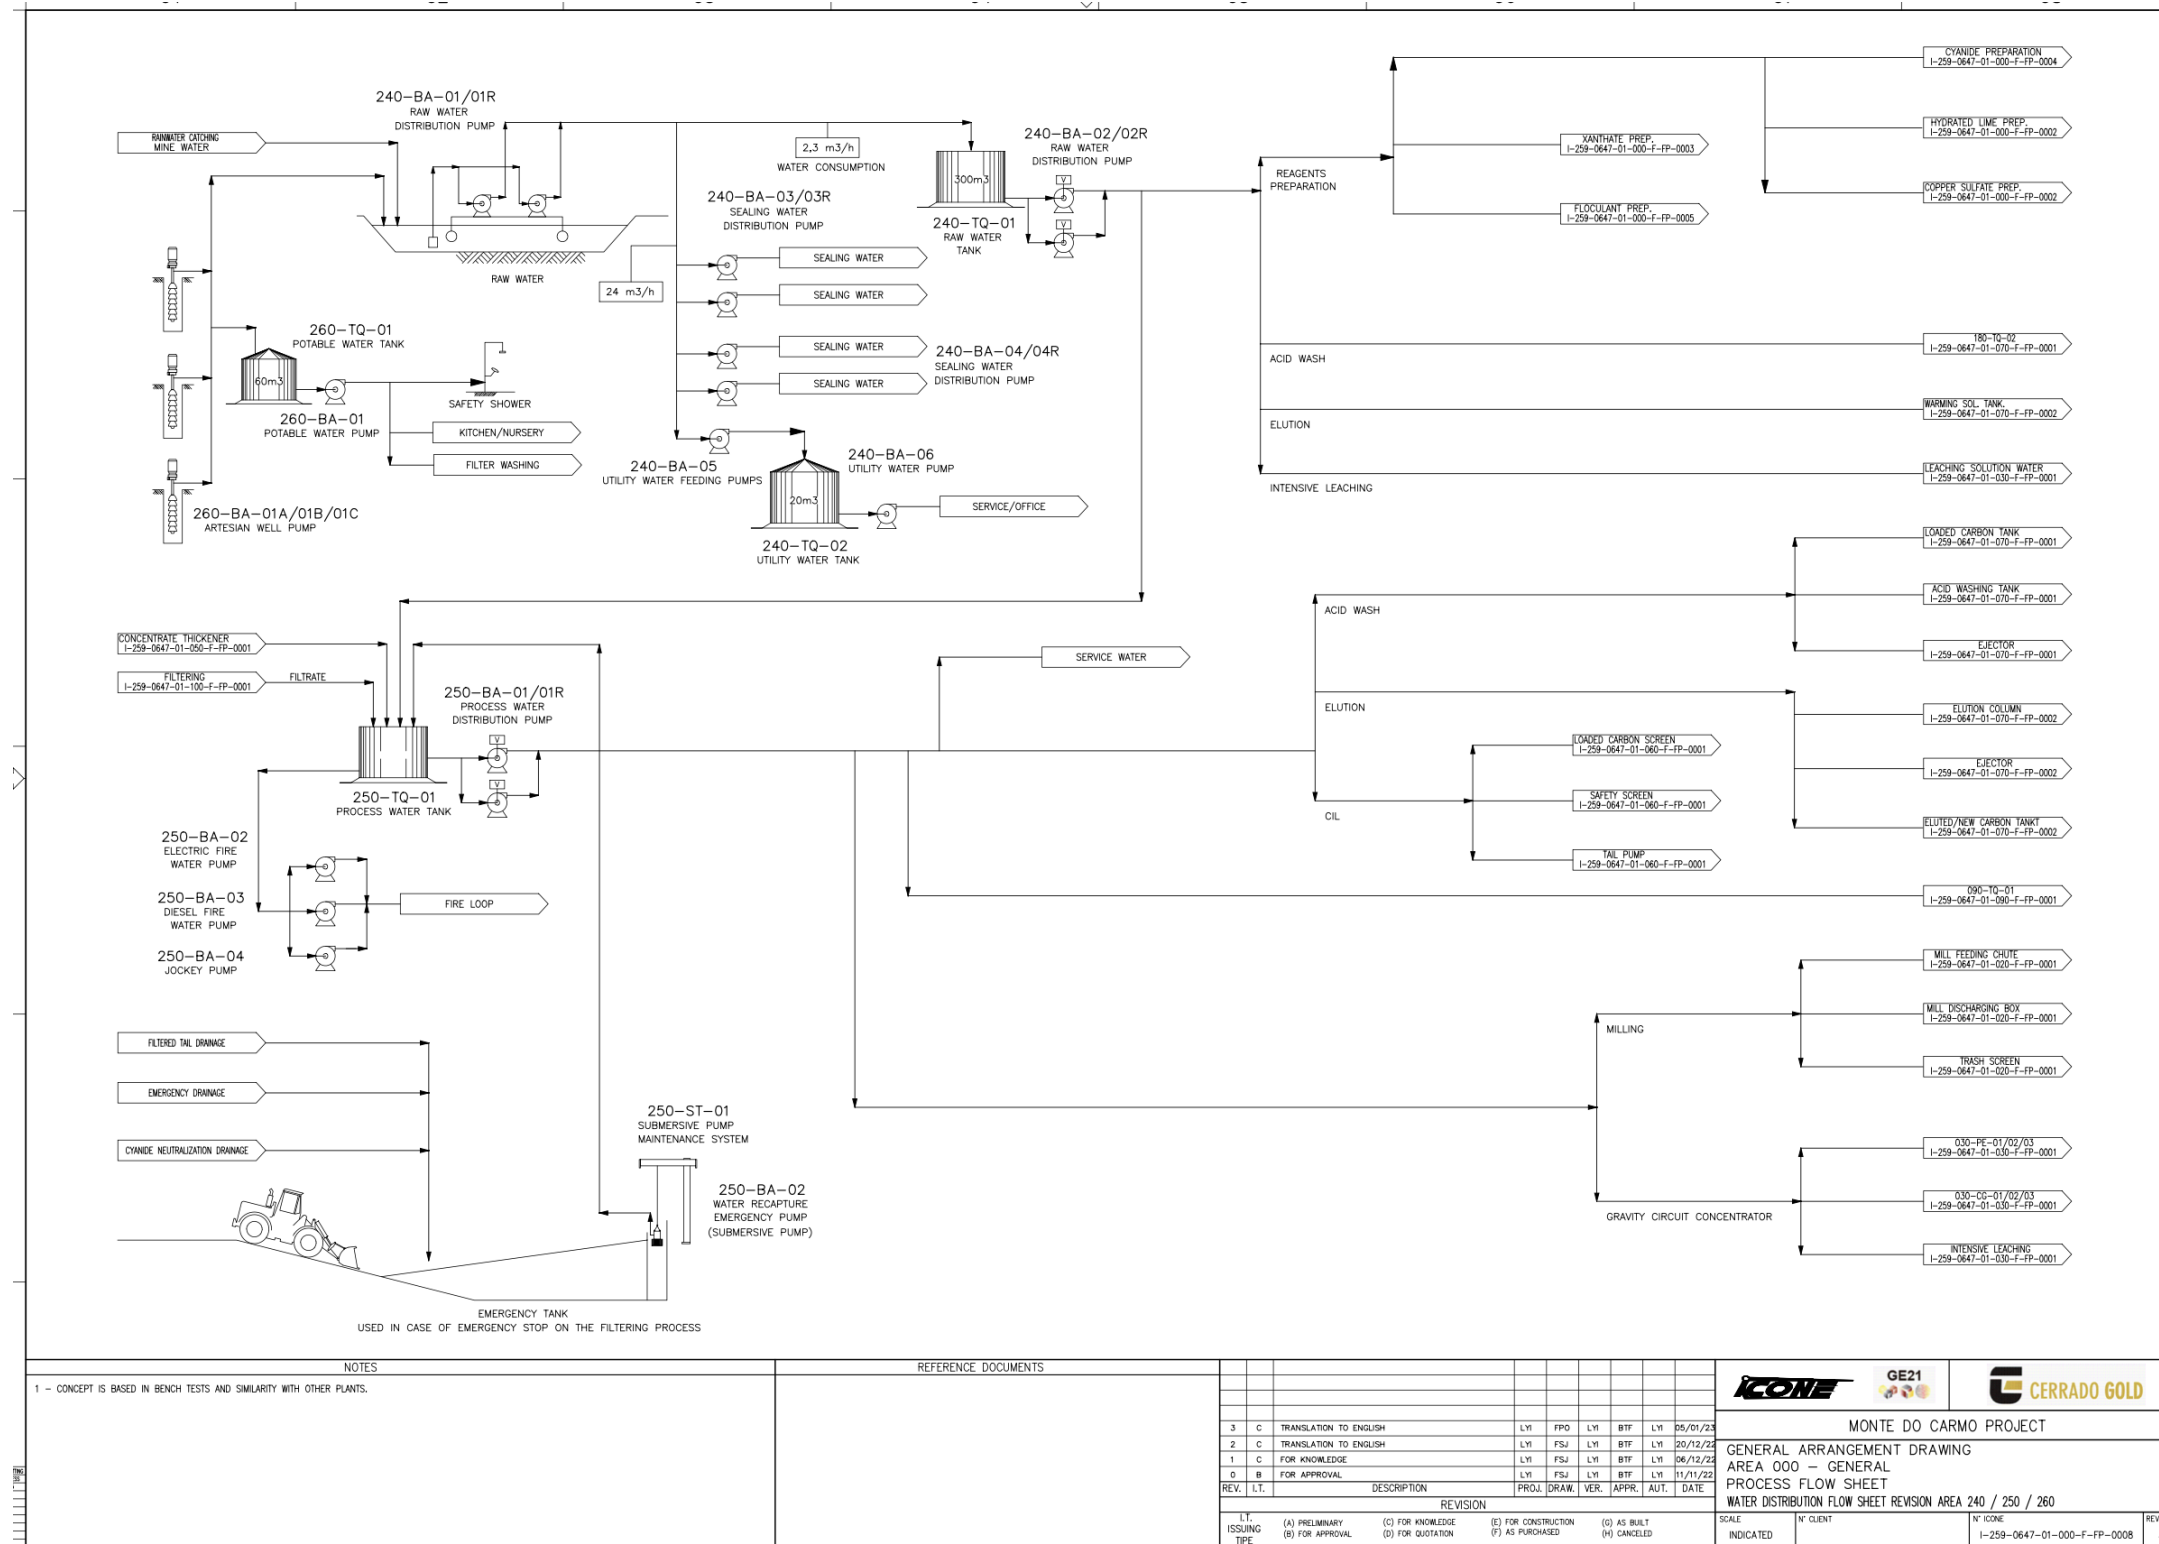 240-BA-01/01R
RAW WATER
DISTRIBUTION PUMP
RAINWATER CATCHING
MINE WATER
2,3 m3/h
WATER CONSUMPTION
240-BA-02/02R
RAW WATER
DISTRIBUTION PUMP
V
V
300m3
240-TQ-01
RAW WATER
TANK
240-BA-03/03R
SEALING WATER
DISTRIBUTION PUMP
RAW WATER
24 m3/h
SEALING WATER
SEALING WATER
SEALING WATER
SEALING WATER
240-BA-04/04R
SEALING WATER
DISTRIBUTION PUMP
260-TQ-01
POTABLE WATER TANK
60m3
260-BA-01
POTABLE WATER PUMP
SAFETY SHOWER
KITCHEN/NURSERY
FILTER WASHING
260-BA-01A/01B/01C
ARTESIAN WELL PUMP
240-BA-05
UTILITY WATER FEEDING PUMPS
240-BA-06
UTILITY WATER PUMP
20m3
SERVICE/OFFICE
240-TQ-02
UTILITY WATER TANK
REAGENTS
PREPARATION
CYANIDE PREPARATION
I-259-0647-01-000-F-FP-0004
XANTHATE PREP.
I-259-0647-01-000-F-FP-0003
HYDRATED LIME PREP.
I-259-0647-01-000-F-FP-0002
COPPER SULFATE PREP.
I-259-0647-01-000-F-FP-0002
FLOCULANT PREP.
I-259-0647-01-000-F-FP-0005
ACID WASH
180-TQ-02
I-259-0647-01-070-F-FP-0001
ELUTION
WARMING SOL. TANK.
I-259-0647-01-070-F-FP-0002
INTENSIVE LEACHING
LEACHING SOLUTION WATER
I-259-0647-01-030-F-FP-0001
CONCENTRATE THICKENER
I-259-0647-01-050-F-FP-0001
FILTERING
I-259-0647-01-100-F-FP-0001
FILTRATE
250-BA-01/01R
PROCESS WATER
DISTRIBUTION PUMP
V
V
250-TQ-01
PROCESS WATER TANK
SERVICE WATER
ACID WASH
LOADED CARBON TANK
I-259-0647-01-070-F-FP-0001
ACID WASHING TANK
I-259-0647-01-070-F-FP-0001
EJECTOR
I-259-0647-01-070-F-FP-0001
ELUTION
ELUTION COLUMN
I-259-0647-01-070-F-FP-0002
EJECTOR
I-259-0647-01-070-F-FP-0002
ELUTED/NEW CARBON TANKT
I-259-0647-01-070-F-FP-0002
CIL
LOADED CARBON SCREEN
I-259-0647-01-060-F-FP-0001
SAFETY SCREEN
I-259-0647-01-060-F-FP-0001
TAIL PUMP
I-259-0647-01-060-F-FP-0001
090-TQ-01
I-259-0647-01-090-F-FP-0001
250-BA-02
ELECTRIC FIRE
WATER PUMP
250-BA-03
DIESEL FIRE
WATER PUMP
250-BA-04
JOCKEY PUMP
FIRE LOOP
MILLING
MILL FEEDING CHUTE
I-259-0647-01-020-F-FP-0001
MILL DISCHARGING BOX
I-259-0647-01-020-F-FP-0001
TRASH SCREEN
I-259-0647-01-020-F-FP-0001
GRAVITY CIRCUIT CONCENTRATOR
030-PE-01/02/03
I-259-0647-01-030-F-FP-0001
030-CG-01/02/03
I-259-0647-01-030-F-FP-0001
INTENSIVE LEACHING
I-259-0647-01-030-F-FP-0001
FILTERED TAIL DRAINAGE
EMERGENCY DRAINAGE
CYANIDE NEUTRALIZATION DRAINAGE
250-ST-01
SUBMERSIVE PUMP
MAINTENANCE SYSTEM
250-BA-02
WATER RECAPTURE
EMERGENCY PUMP
(SUBMERSIVE PUMP)
EMERGENCY TANK
USED IN CASE OF EMERGENCY STOP ON THE FILTERING PROCESS
NOTES
1 - CONCEPT IS BASED IN BENCH TESTS AND SIMILARITY WITH OTHER PLANTS.
REFERENCE DOCUMENTS
3 C TRANSLATION TO ENGLISH LYI FPO LYI BTF LYI 05/01/23
2 C TRANSLATION TO ENGLISH LYI FSJ LYI BTF LYI 20/12/22
1 C FOR KNOWLEDGE LYI FSJ LYI BTF LYI 06/12/22
0 B FOR APPROVAL LYI FSJ LYI BTF LYI 11/11/22
REV. I.T. DESCRIPTION PROJ. DRAW. VER. APPR. AUT. DATE
REVISION
I.T.
ISSUING
TIPE
(A) PRELIMINARY (C) FOR KNOWLEDGE (E) FOR CONSTRUCTION (G) AS BUILT
(B) FOR APPROVAL (D) FOR QUOTATION (F) AS PURCHASED (H) CANCELED
ICONE
GE21
CERRADO GOLD
MONTE DO CARMO PROJECT
GENERAL ARRANGEMENT DRAWING
AREA 000 - GENERAL
PROCESS FLOW SHEET
WATER DISTRIBUTION FLOW SHEET REVISION AREA 240 / 250 / 260
SCALE
INDICATED
N° CLIENT
N° ICONE
I-259-0647-01-000-F-FP-0008
REV